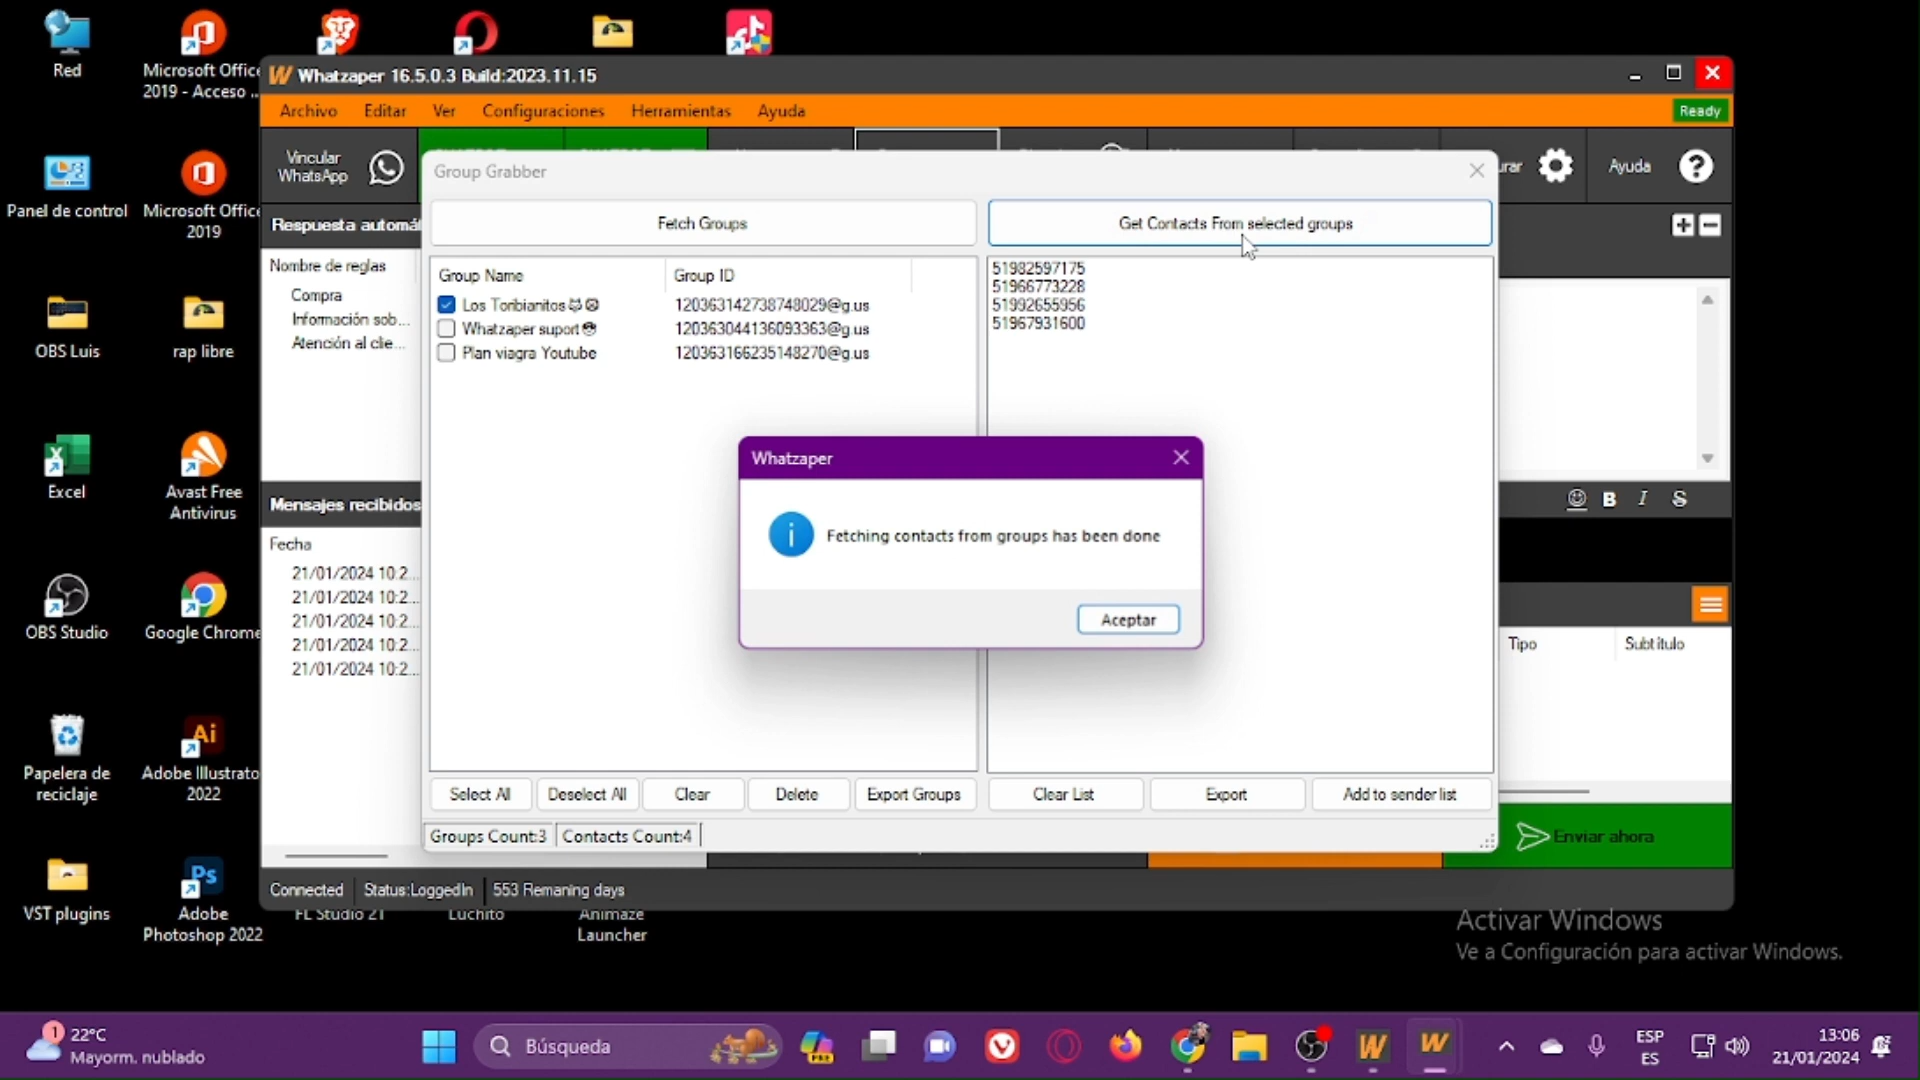 Red
Microsoft Office
2019 - Acceso ...
Panel de control
Microsoft Office
2019
OBS Luis
rap libre
Excel
Avast Free
Antivirus
OBS Studio
Google Chrome
Papelera de
reciclaje
Adobe Illustrato
2022
VST plugins
Adobe
Photoshop 2022
FL Studio 21
Luchito
Animaze
Launcher
Whatzaper 16.5.0.3 Build:2023.11.15
Archivo Editar Ver Configuraciones Herramientas Ayuda
Ready
Vincular
WhatsApp
urar
Ayuda
Respuesta automát
Nombre de reglas
Compra
Información sob...
Atención al clie...
Mensajes recibidos
Fecha
21/01/2024 10:2...
21/01/2024 10:2...
21/01/2024 10:2...
21/01/2024 10:2...
21/01/2024 10:2...
Group Grabber
Fetch Groups
Get Contacts From selected groups
Group Name Group ID
Los Toribianitos 120363142738748029@g.us
Whatzaper suport 120363044136093363@g.us
Plan viagra Youtube 120363166235148270@g.us
51982597175
51966773228
51992655956
51967931600
Whatzaper
Fetching contacts from groups has been done
Aceptar
Select All Deselect All Clear Delete Export Groups Clear List Export Add to sender list
Groups Count:3 Contacts Count:4
B I S
Tipo Subtítulo
Enviar ahora
Connected Status:LoggedIn 553 Remaning days
Activar Windows
Ve a Configuración para activar Windows.
1
22°C
Mayorm. nublado
Búsqueda
PRE
ESP
ES
13:06
21/01/2024